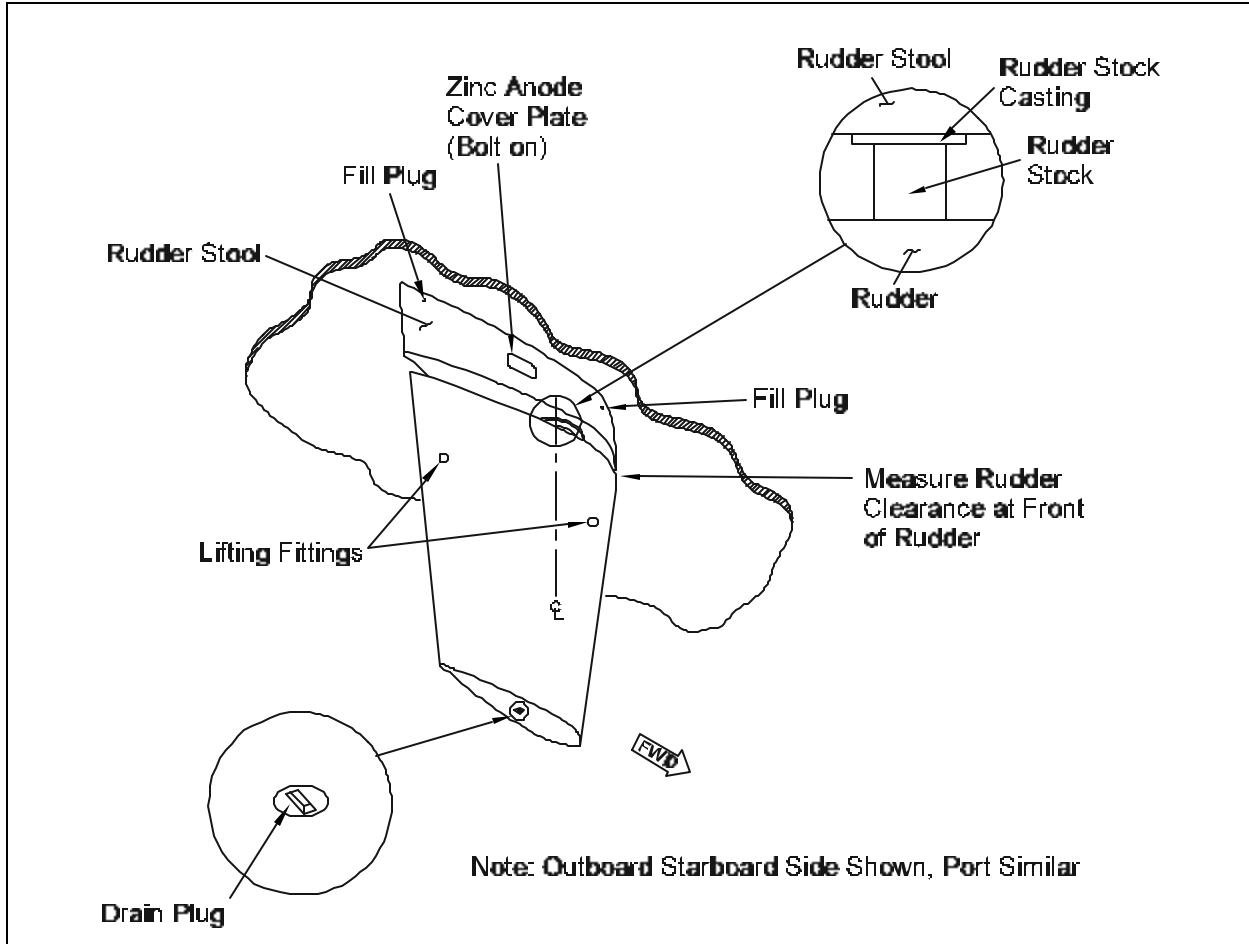 Rudder Stool
Rudder Stock
Casting
Rudder
Stock
Rudder
Zinc Anode
Cover Plate
(Bolt on)
Fill Plug
Rudder Stool
Fill Plug
Measure Rudder
Clearance at Front
of Rudder
Lifting Fittings
CL
FWD
Drain Plug
Note: Outboard Starboard Side Shown, Port Similar